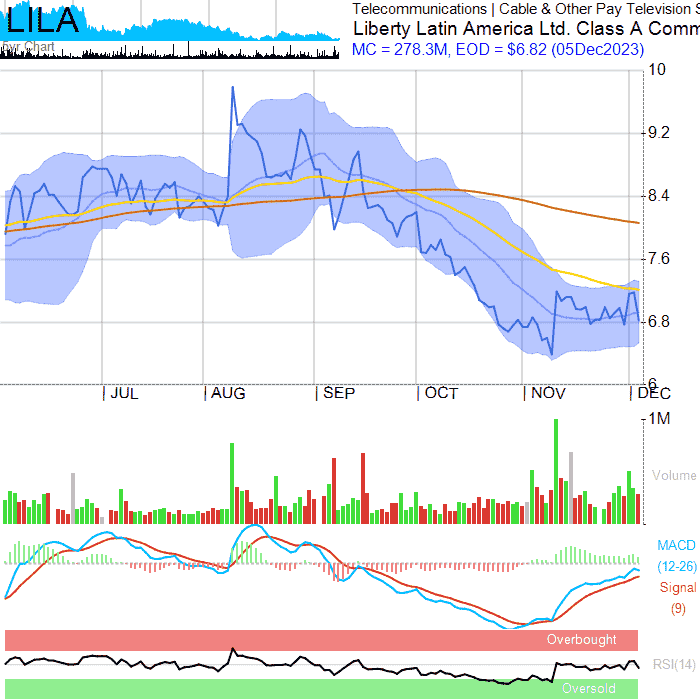 LILA
5yr Chart
Telecommunications | Cable & Other Pay Television S
Liberty Latin America Ltd. Class A Comm
MC = 278.3M, EOD = $6.82 (05Dec2023)
10
9.2
8.4
7.6
6.8
6
JUL
AUG
SEP
OCT
NOV
DEC
1M
Volume
MACD
(12-26)
Signal
(9)
Overbought
RSI(14)
Oversold